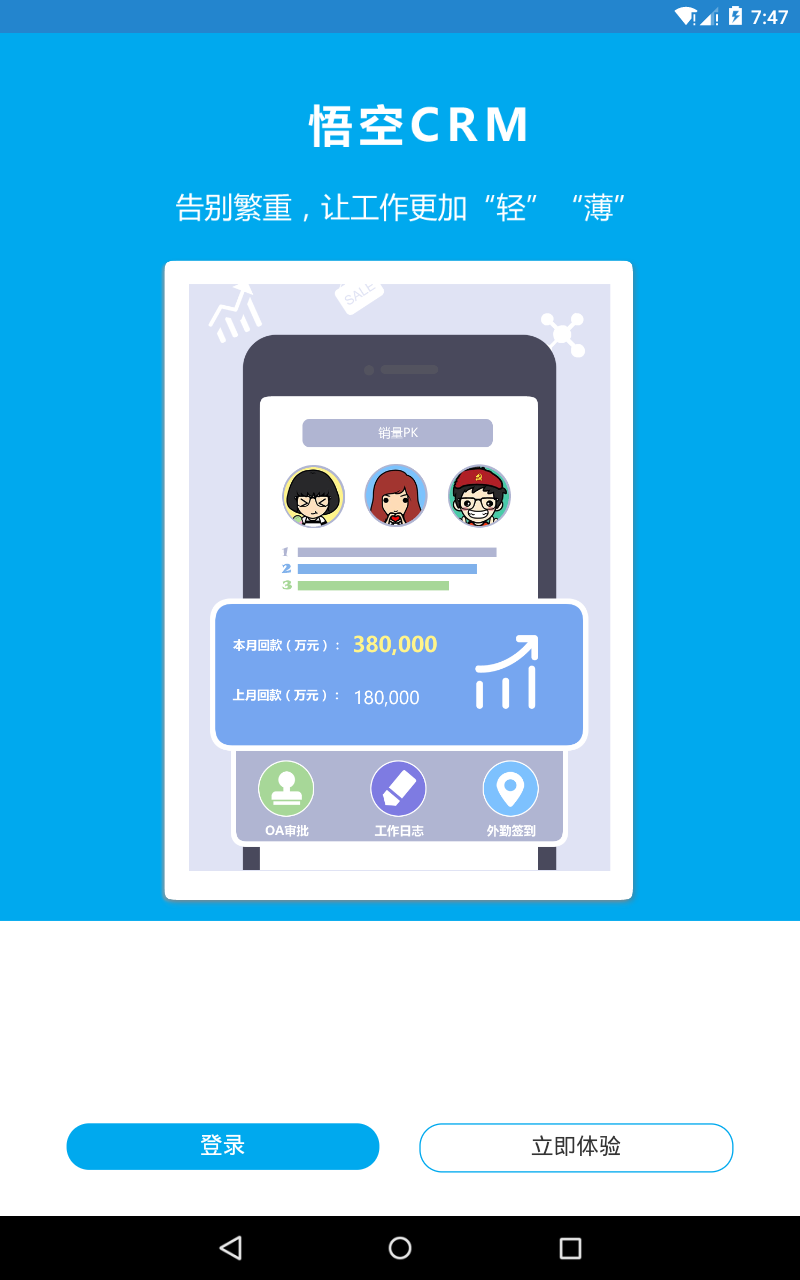 7:47
悟空CRM
告别繁重，让工作更加“轻” “薄”
SALE
销量PK
1
2
3
本月回款（万元）： 380,000
上月回款（万元）： 180,000
OA审批 工作日志 外勤签到
登录 立即体验